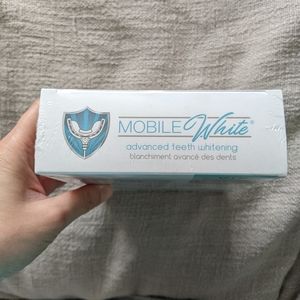 MOBILE White®
advanced teeth whitening
blanchiment avancé des dents